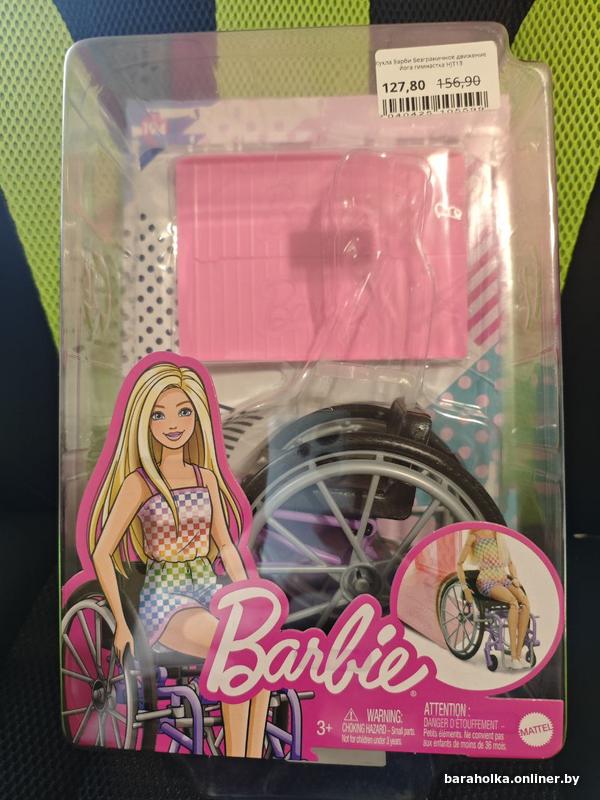 кукла Барби Безграничное движение
Йога гимнастка HJT13
127,80 156,90
Barbie
3+
WARNING:
CHOKING HAZARD – Small parts.
Not for children under 3 years.
ATTENTION :
DANGER D'ÉTOUFFEMENT –
Petits éléments. Ne convient pas
aux enfants de moins de 36 mois.
MATTEL
baraholka.onliner.by